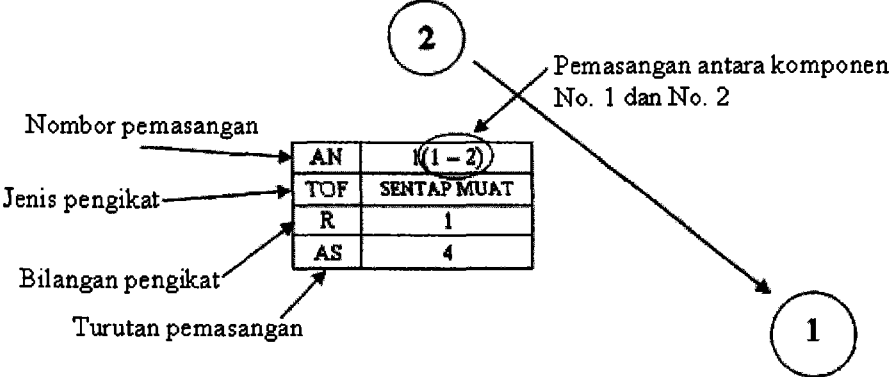 2
Pemasangan antara komponen
No. 1 dan No. 2
Nombor pemasangan
AN 1(1 – 2)
Jenis pengikat
TOF SENTAP MUAT
R 1
AS 4
Bilangan pengikat
Turutan pemasangan
1